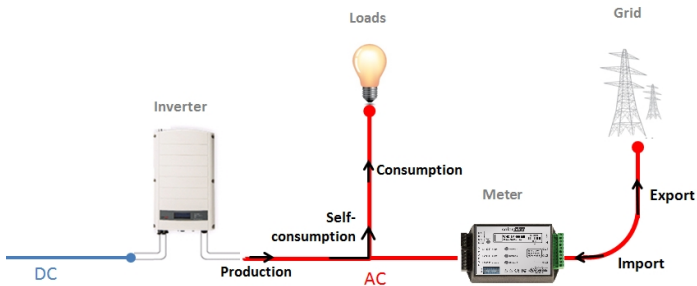 Loads
Grid
Inverter
Consumption
Meter
Export
Self-
consumption
DC
Production
AC
Import